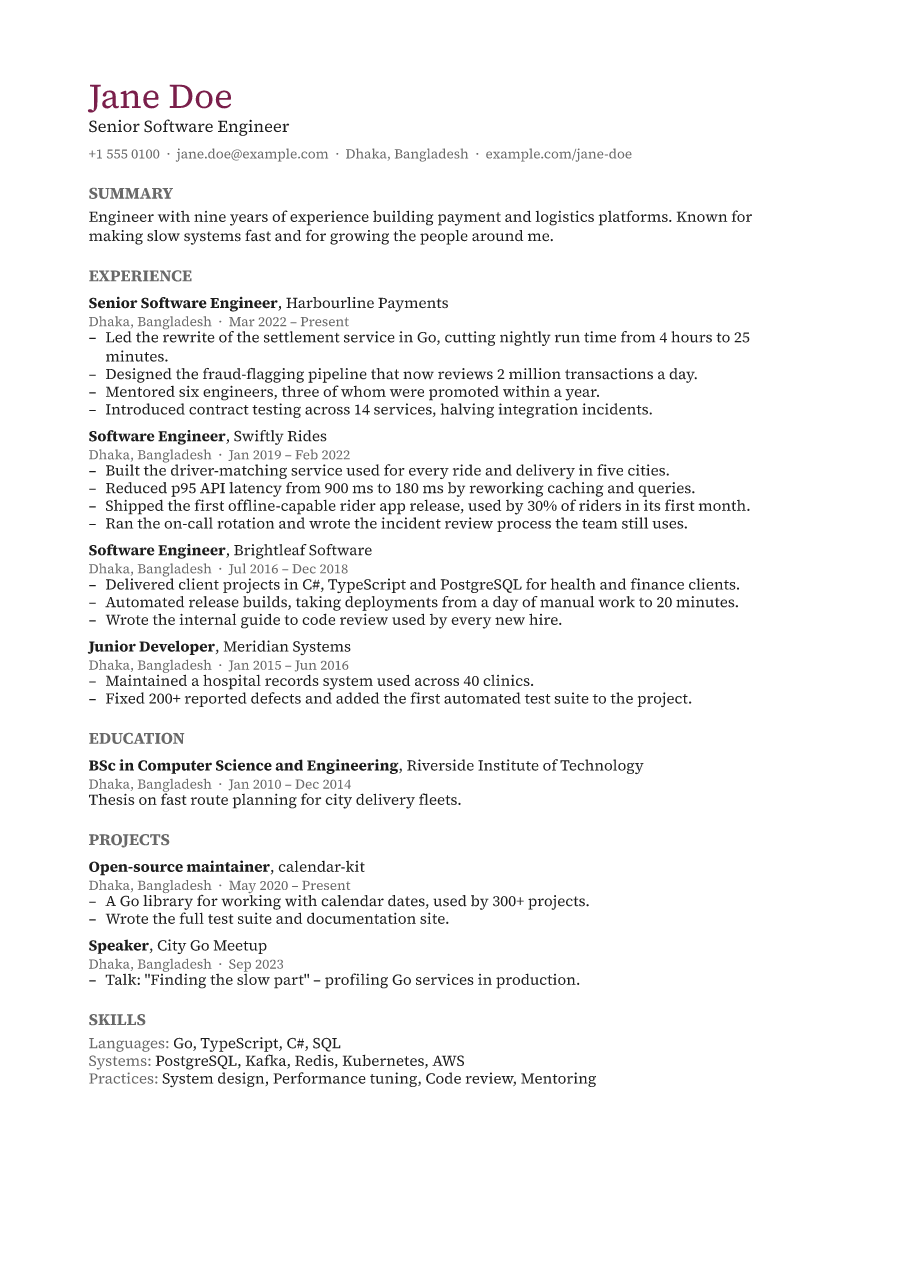 Jane Doe
Senior Software Engineer
+1 555 0100 · jane.doe@example.com · Dhaka, Bangladesh · example.com/jane-doe
SUMMARY
Engineer with nine years of experience building payment and logistics platforms. Known for
making slow systems fast and for growing the people around me.
EXPERIENCE
Senior Software Engineer, Harbourline Payments
Dhaka, Bangladesh · Mar 2022 – Present
– Led the rewrite of the settlement service in Go, cutting nightly run time from 4 hours to 25
minutes.
– Designed the fraud-flagging pipeline that now reviews 2 million transactions a day.
– Mentored six engineers, three of whom were promoted within a year.
– Introduced contract testing across 14 services, halving integration incidents.
Software Engineer, Swiftly Rides
Dhaka, Bangladesh · Jan 2019 – Feb 2022
– Built the driver-matching service used for every ride and delivery in five cities.
– Reduced p95 API latency from 900 ms to 180 ms by reworking caching and queries.
– Shipped the first offline-capable rider app release, used by 30% of riders in its first month.
– Ran the on-call rotation and wrote the incident review process the team still uses.
Software Engineer, Brightleaf Software
Dhaka, Bangladesh · Jul 2016 – Dec 2018
– Delivered client projects in C#, TypeScript and PostgreSQL for health and finance clients.
– Automated release builds, taking deployments from a day of manual work to 20 minutes.
– Wrote the internal guide to code review used by every new hire.
Junior Developer, Meridian Systems
Dhaka, Bangladesh · Jan 2015 – Jun 2016
– Maintained a hospital records system used across 40 clinics.
– Fixed 200+ reported defects and added the first automated test suite to the project.
EDUCATION
BSc in Computer Science and Engineering, Riverside Institute of Technology
Dhaka, Bangladesh · Jan 2010 – Dec 2014
Thesis on fast route planning for city delivery fleets.
PROJECTS
Open-source maintainer, calendar-kit
Dhaka, Bangladesh · May 2020 – Present
– A Go library for working with calendar dates, used by 300+ projects.
– Wrote the full test suite and documentation site.
Speaker, City Go Meetup
Dhaka, Bangladesh · Sep 2023
– Talk: "Finding the slow part" – profiling Go services in production.
SKILLS
Languages: Go, TypeScript, C#, SQL
Systems: PostgreSQL, Kafka, Redis, Kubernetes, AWS
Practices: System design, Performance tuning, Code review, Mentoring